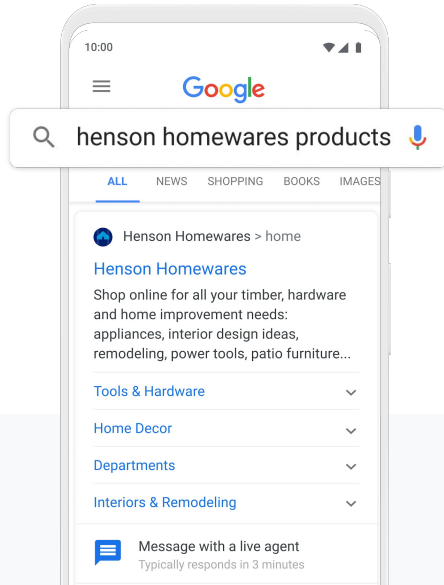 10:00
Google
henson homewares products
ALL NEWS SHOPPING BOOKS IMAGES
Henson Homewares > home
Henson Homewares
Shop online for all your timber, hardware
and home improvement needs:
appliances, interior design ideas,
remodeling, power tools, patio furniture...
Tools & Hardware
Home Decor
Departments
Interiors & Remodeling
Message with a live agent
Typically responds in 3 minutes